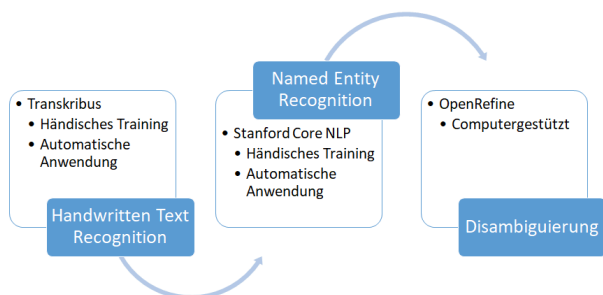 • Transkribus
• Händisches Training
• Automatische
Anwendung
Handwritten Text
Recognition
Named Entity
Recognition
• Stanford Core NLP
• Händisches Training
• Automatische
Anwendung
• OpenRefine
• Computergestützt
Disambiguierung